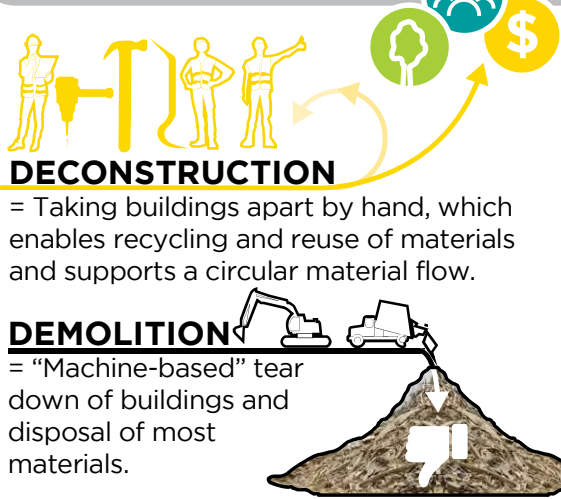 $
DECONSTRUCTION
= Taking buildings apart by hand, which
enables recycling and reuse of materials
and supports a circular material flow.
DEMOLITION
= “Machine-based” tear
down of buildings and
disposal of most
materials.